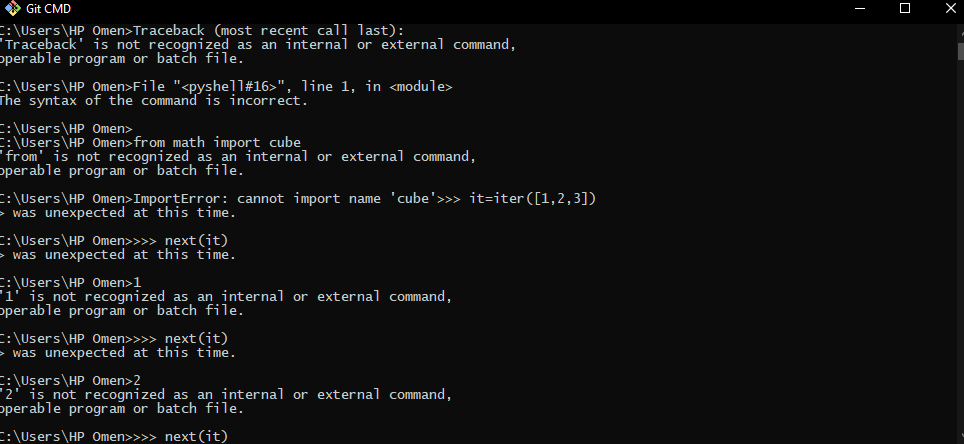 Git CMD
C:\Users\HP Omen>Traceback (most recent call last):
'Traceback' is not recognized as an internal or external command,
operable program or batch file.
C:\Users\HP Omen>File "<pyshell#16>", line 1, in <module>
The syntax of the command is incorrect.
C:\Users\HP Omen>
C:\Users\HP Omen>from math import cube
'from' is not recognized as an internal or external command,
operable program or batch file.
C:\Users\HP Omen>ImportError: cannot import name 'cube'>>> it=iter([1,2,3])
> was unexpected at this time.
C:\Users\HP Omen>>>> next(it)
> was unexpected at this time.
C:\Users\HP Omen>1
'1' is not recognized as an internal or external command,
operable program or batch file.
C:\Users\HP Omen>>>> next(it)
> was unexpected at this time.
C:\Users\HP Omen>2
'2' is not recognized as an internal or external command,
operable program or batch file.
C:\Users\HP Omen>>>> next(it)